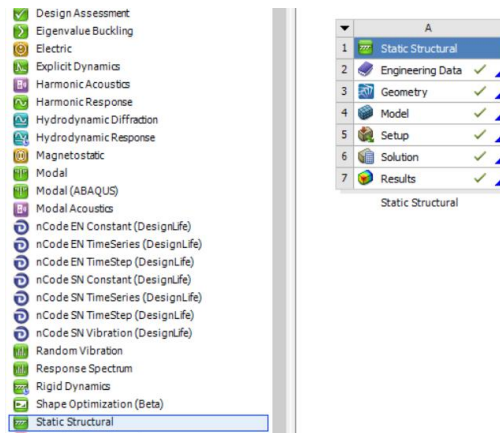 Design Assessment
Eigenvalue Buckling
Electric
Explicit Dynamics
Harmonic Acoustics
Harmonic Response
Hydrodynamic Diffraction
Hydrodynamic Response
Magnetostatic
Modal
Modal (ABAQUS)
Modal Acoustics
nCode EN Constant (DesignLife)
nCode EN TimeSeries (DesignLife)
nCode EN TimeStep (DesignLife)
nCode SN Constant (DesignLife)
nCode SN TimeSeries (DesignLife)
nCode SN TimeStep (DesignLife)
nCode SN Vibration (DesignLife)
Random Vibration
Response Spectrum
Rigid Dynamics
Shape Optimization (Beta)
Static Structural
A
1 Static Structural
2 Engineering Data
3 Geometry
4 Model
5 Setup
6 Solution
7 Results
Static Structural